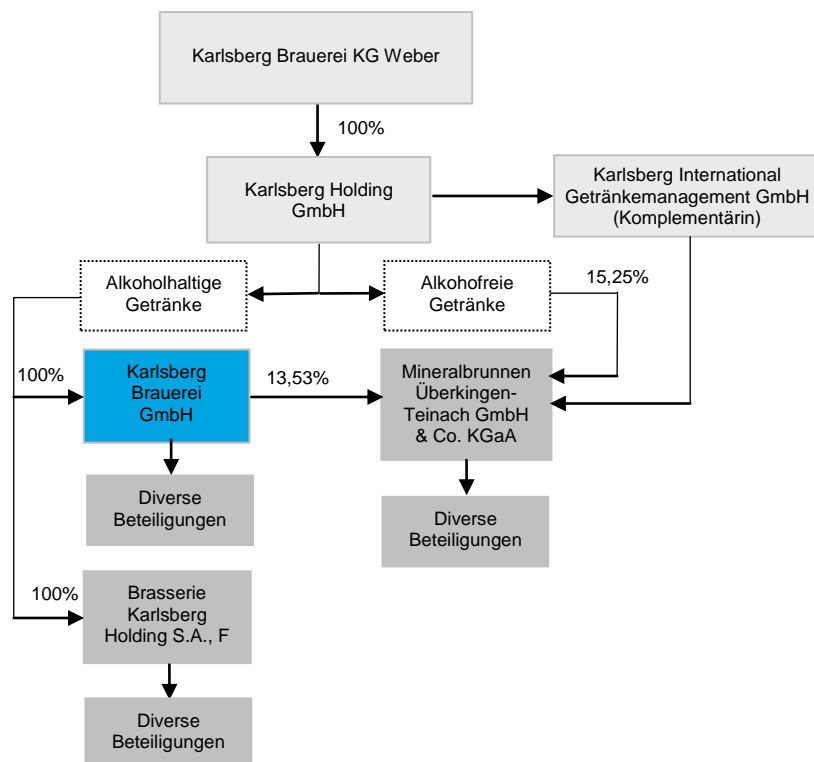 Karlsberg Brauerei KG Weber
100%
Karlsberg Holding
GmbH
Karlsberg International
Getränkemanagement GmbH
(Komplementärin)
Alkoholhaltige
Getränke
Alkohofreie
Getränke
15,25%
100%
Karlsberg
Brauerei
GmbH
13,53%
Mineralbrunnen
Überkingen-
Teinach GmbH
& Co. KGaA
Diverse
Beteiligungen
Diverse
Beteiligungen
100%
Brasserie
Karlsberg
Holding S.A., F
Diverse
Beteiligungen